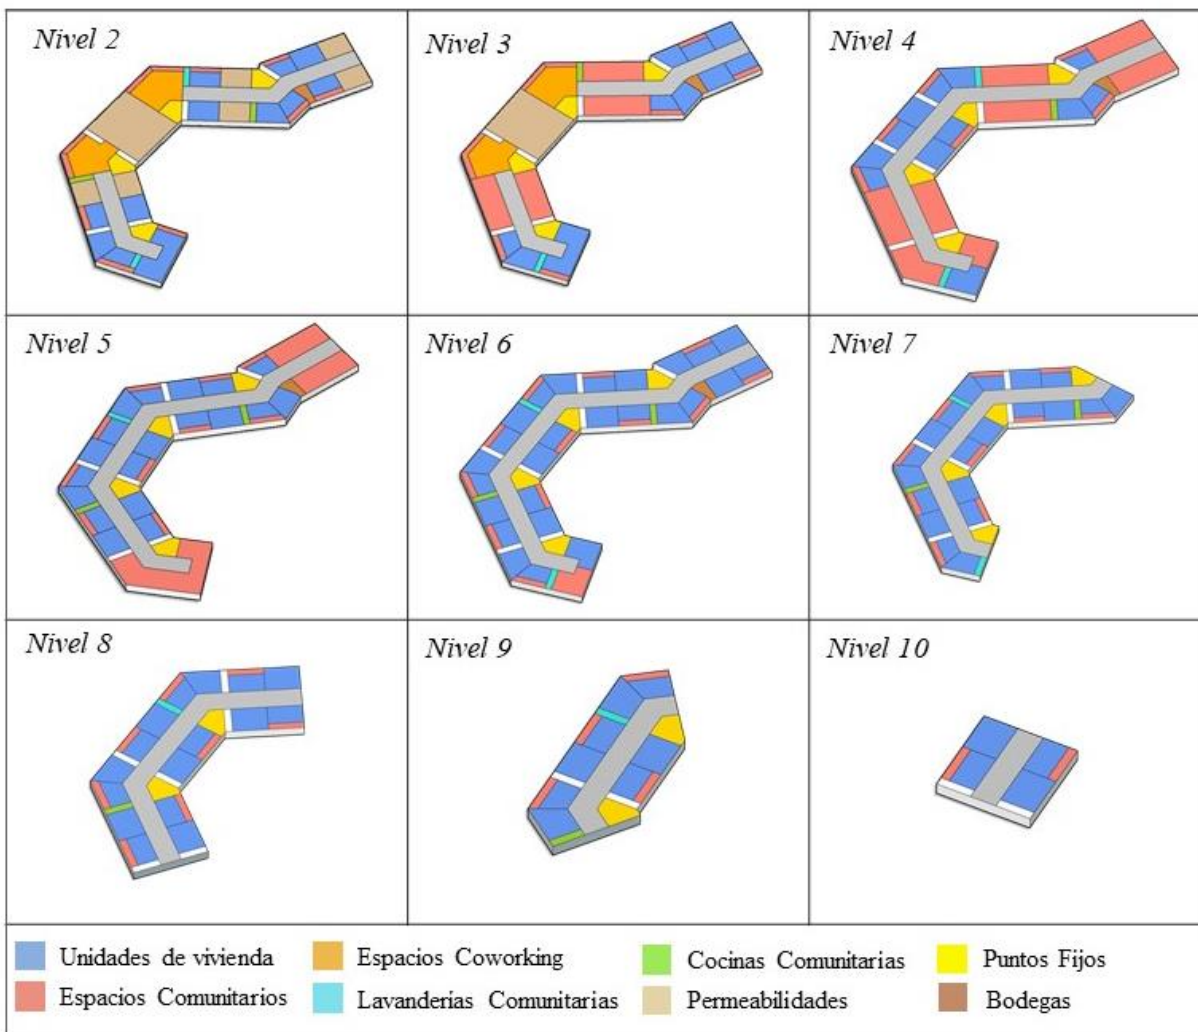 Nivel 2
Nivel 3
Nivel 4
Nivel 5
Nivel 6
Nivel 7
Nivel 8
Nivel 9
Nivel 10
Unidades de vivienda
Espacios Coworking
Cocinas Comunitarias
Puntos Fijos
Espacios Comunitarios
Lavanderías Comunitarias
Permeabilidades
Bodegas